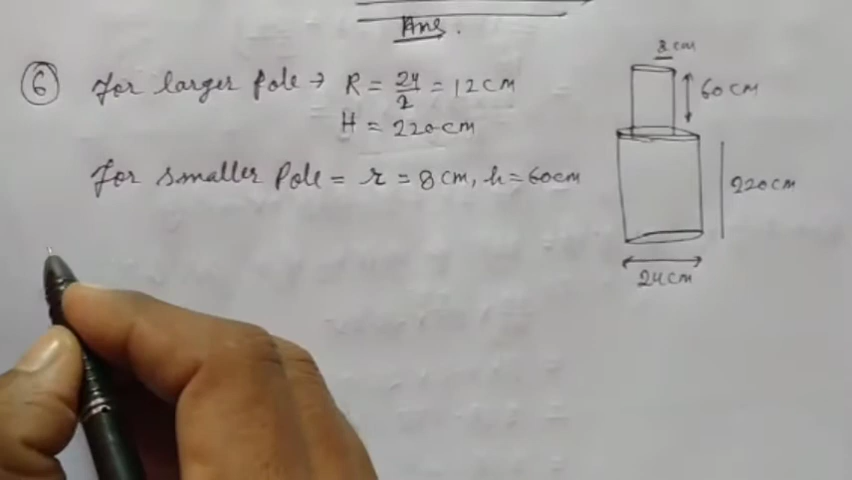 Ans.
6 For larger Pole → R = 24/2 = 12 cm
H = 220 cm
For smaller Pole = r = 8 cm, h = 60 cm
8 cm
60 cm
220 cm
24 cm